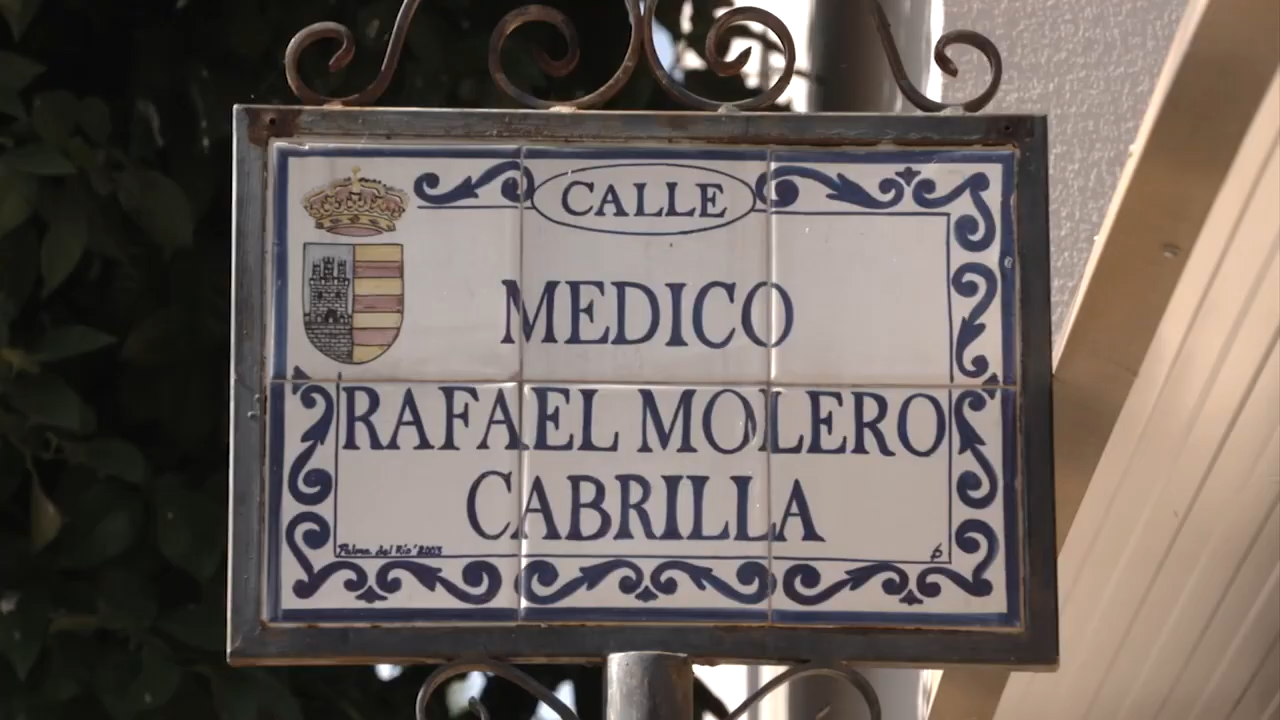 CALLE
MEDICO
RAFAEL MOLERO
CABRILLA
Palma del Río '2003